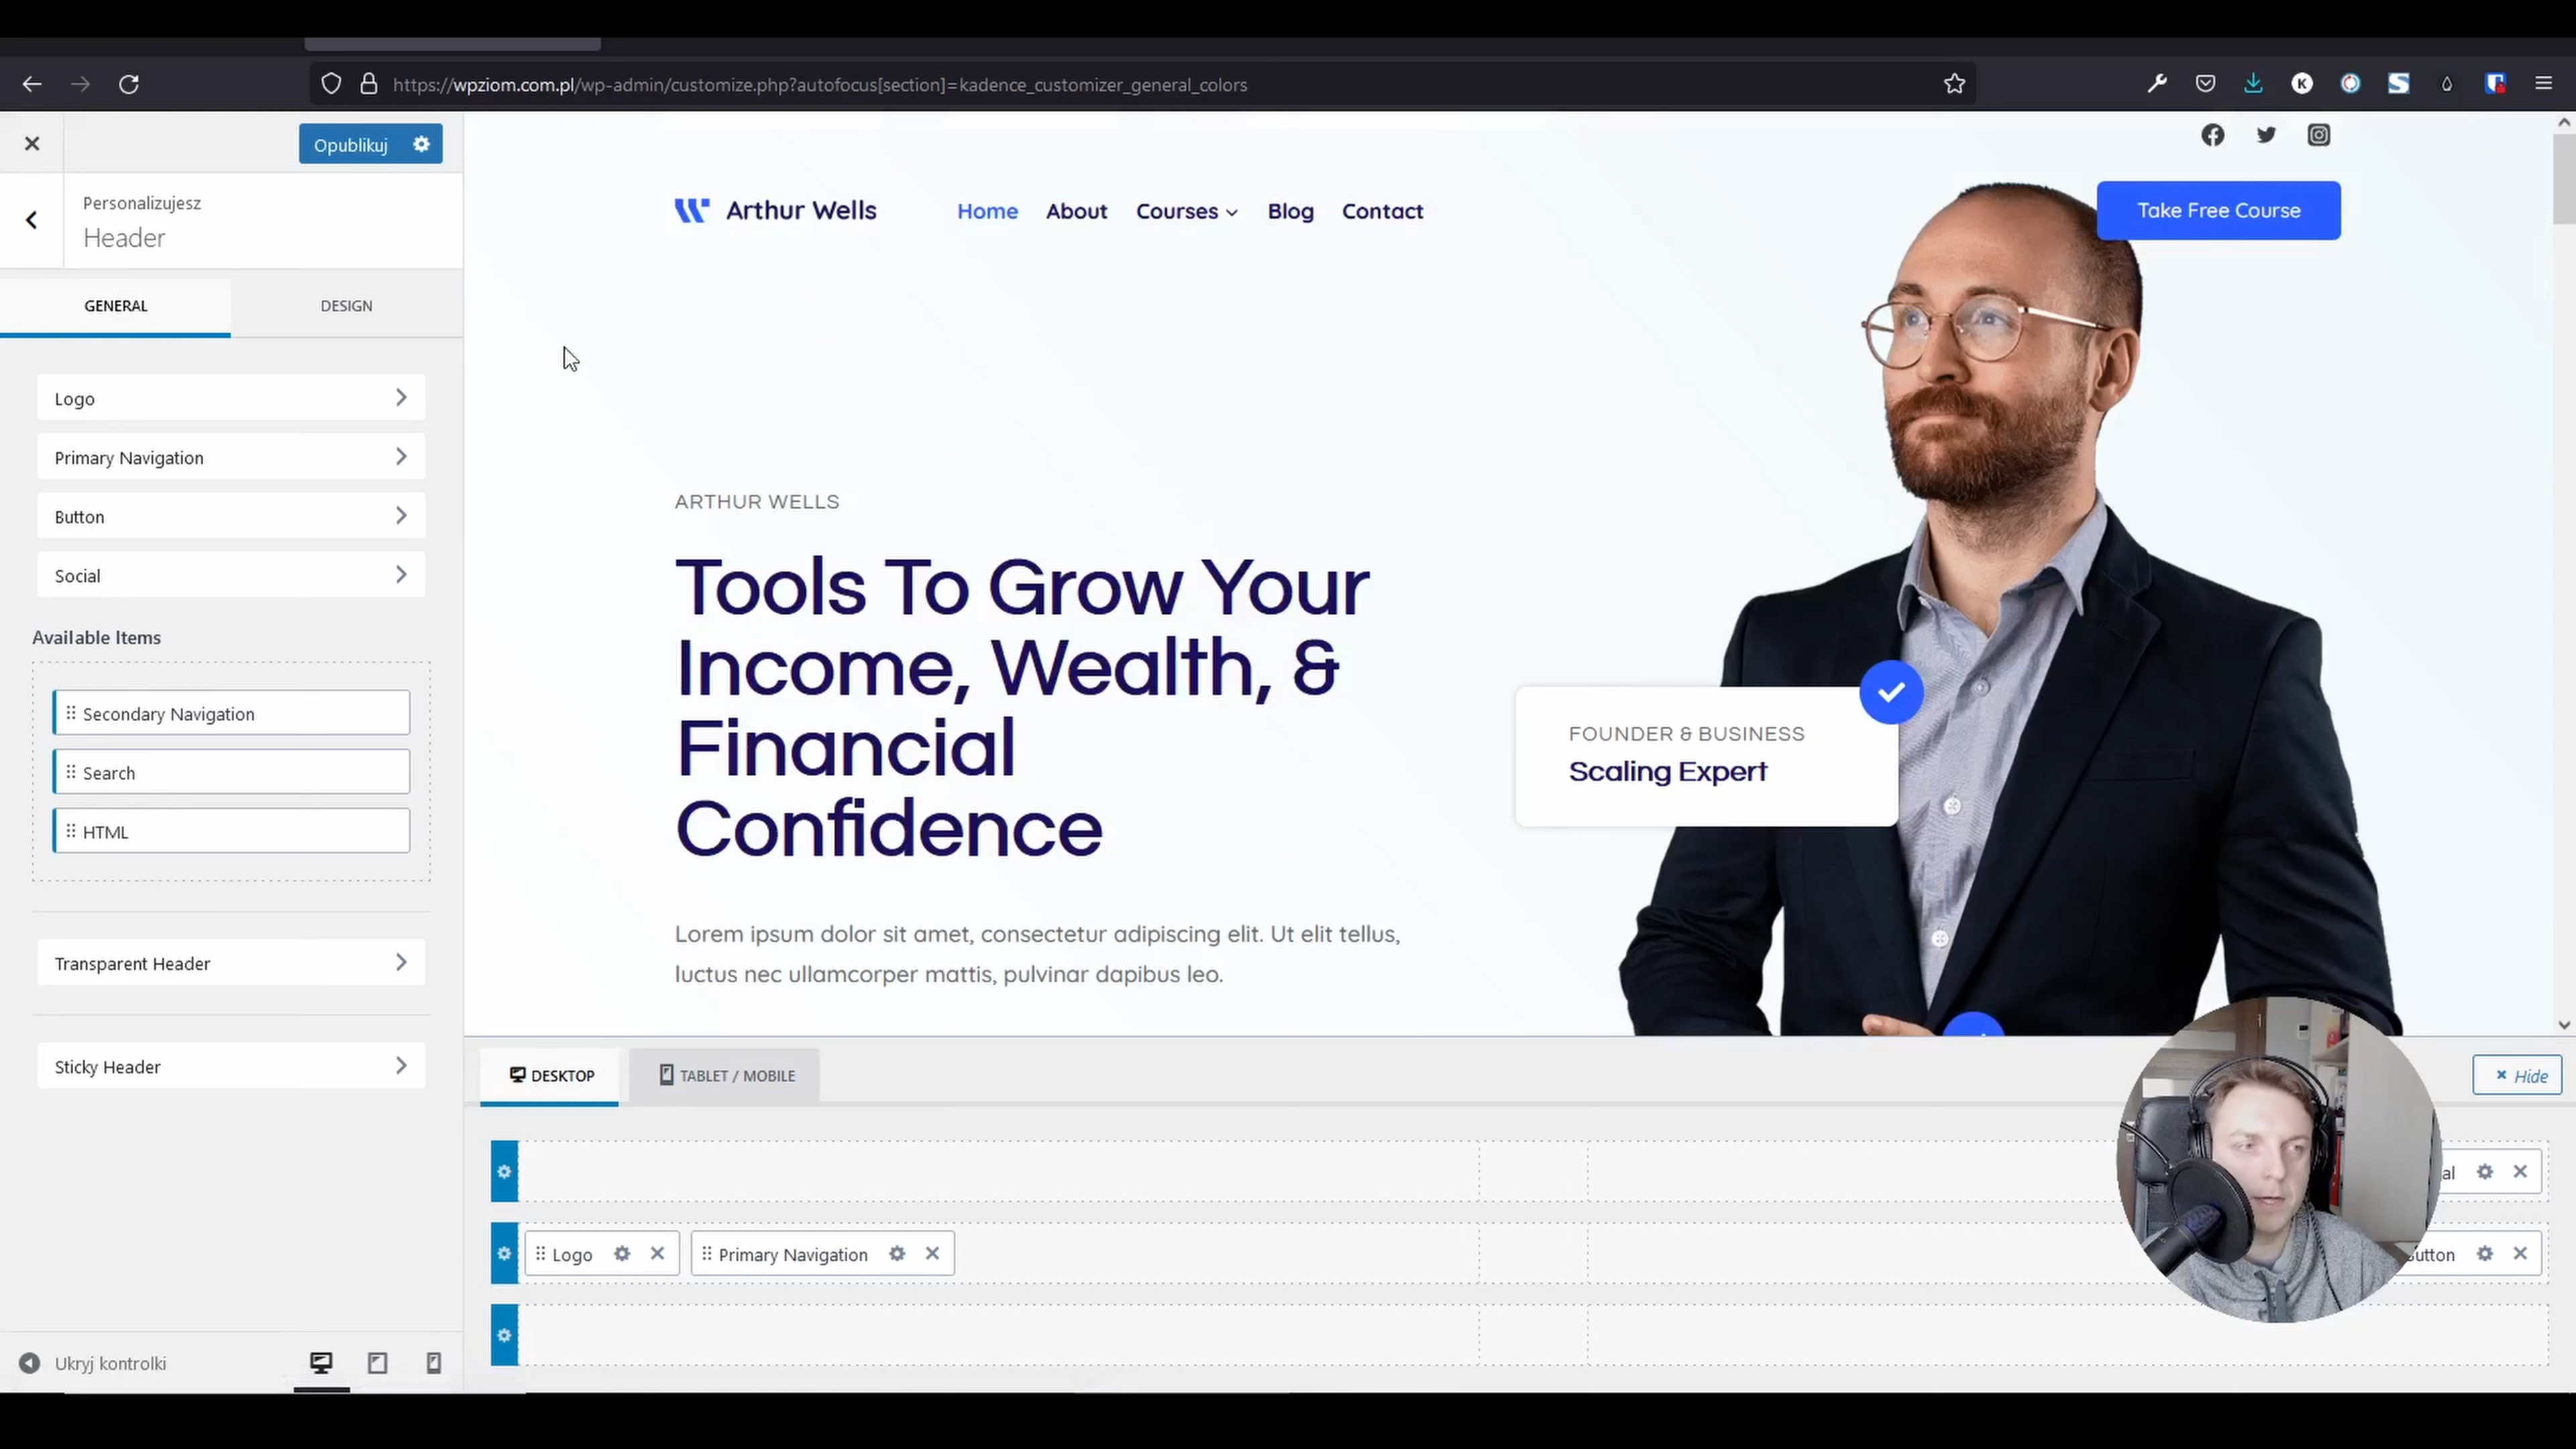 https://wpziom.com.pl/wp-admin/customize.php?autofocus[section]=kadence_customizer_general_colors
Opublikuj
Personalizujesz
Header
GENERAL
DESIGN
Logo
Primary Navigation
Button
Social
Available Items
Secondary Navigation
Search
HTML
Transparent Header
Sticky Header
Ukryj kontrolki
Arthur Wells
Home
About
Courses
Blog
Contact
Take Free Course
ARTHUR WELLS
Tools To Grow Your
Income, Wealth, &
Financial
Confidence
Lorem ipsum dolor sit amet, consectetur adipiscing elit. Ut elit tellus,
luctus nec ullamcorper mattis, pulvinar dapibus leo.
FOUNDER & BUSINESS
Scaling Expert
DESKTOP
TABLET / MOBILE
Hide
Logo
Primary Navigation